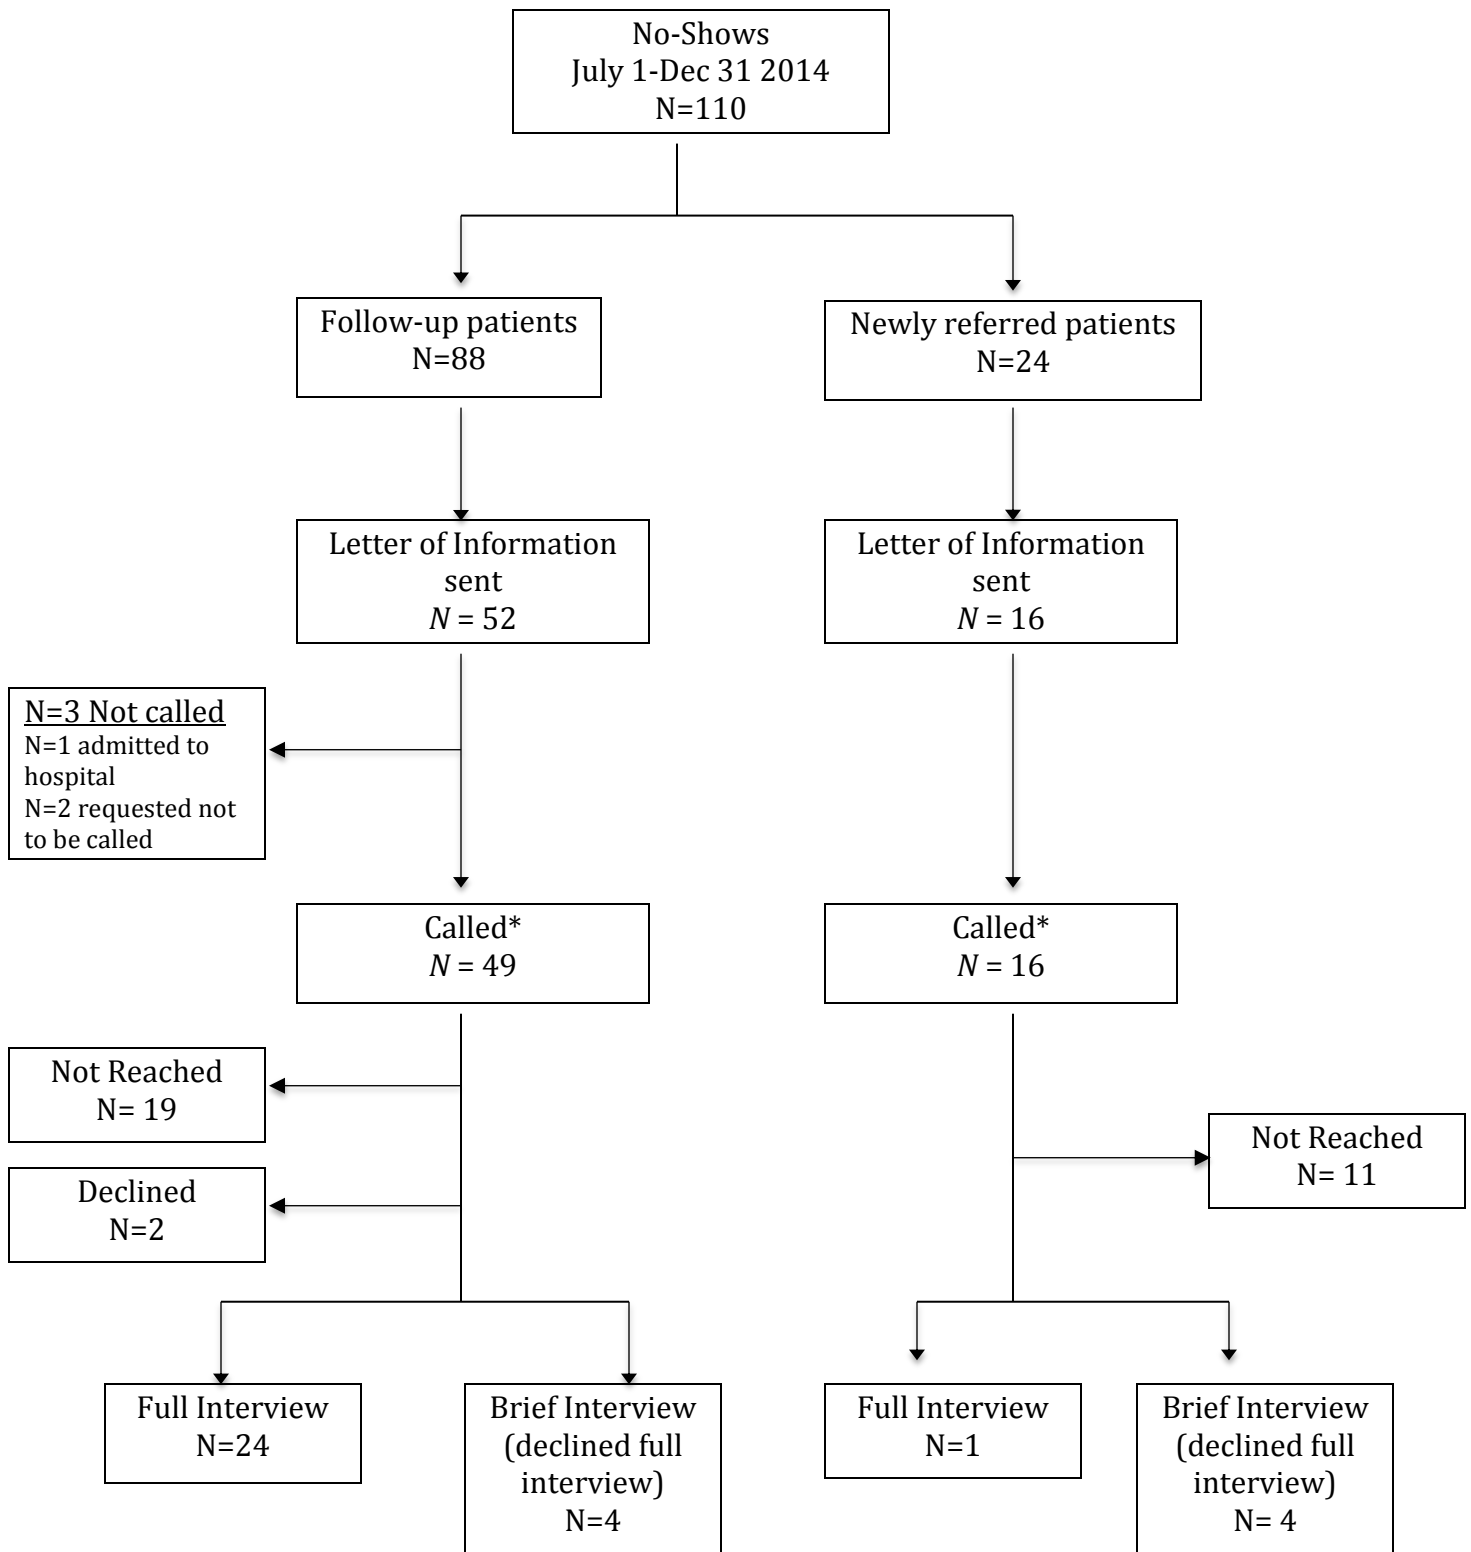 No-Shows
July 1-Dec 31 2014
N=110
Follow-up patients
N=88
Newly referred patients
N=24
Letter of Information
sent
N = 52
Letter of Information
sent
N = 16
N=3 Not called
N=1 admitted to
hospital
N=2 requested not
to be called
Called*
N = 49
Called*
N = 16
Not Reached
N= 19
Not Reached
N= 11
Declined
N=2
Full Interview
N=24
Brief Interview
(declined full
interview)
N=4
Full Interview
N=1
Brief Interview
(declined full
interview)
N= 4